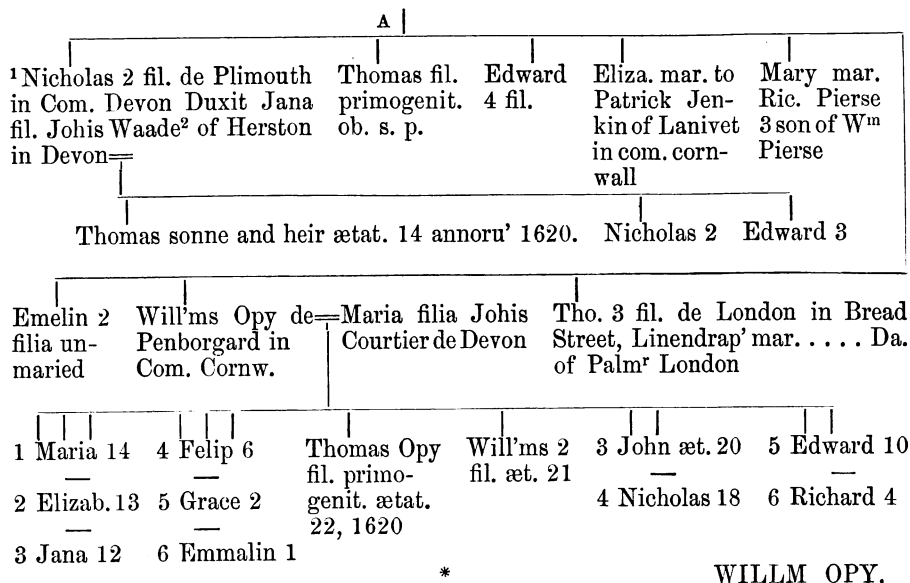 A
¹Nicholas 2 fil. de Plimouth
in Com. Devon Duxit Jana
fil. Johis Waade² of Herston
in Devon=
Thomas fil.
primogenit.
ob. s. p.
Edward
4 fil.
Eliza. mar. to
Patrick Jen-
kin of Lanivet
in com. corn-
wall
Mary mar.
Ric. Pierse
3 son of Wᵐ
Pierse
Thomas sonne and heir ætat. 14 annoru' 1620.
Nicholas 2
Edward 3
Emelin 2
filia un-
maried
Will'ms Opy de=
Penborgard in
Com. Cornw.
Maria filia Johis
Courtier de Devon
Tho. 3 fil. de London in Bread
Street, Linendrap' mar. . . . . . Da.
of Palmʳ London
1 Maria 14
2 Elizab. 13
3 Jana 12
4 Felip 6
5 Grace 2
6 Emmalin 1
Thomas Opy
fil. primo-
genit. ætat.
22, 1620
Will'ms 2
fil. æt. 21
3 John æt. 20
4 Nicholas 18
5 Edward 10
6 Richard 4
*
WILLM OPY.